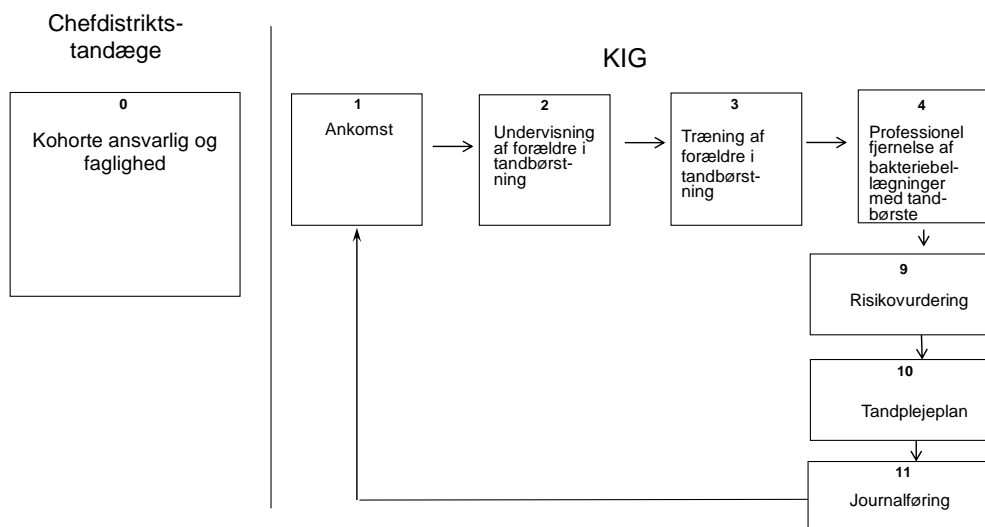 Chefdistrikts-
tandæge
KIG
0
Kohorte ansvarlig og
faglighed
1
Ankomst
2
Undervisning
af forældre i
tandbørst-
ning
3
Træning af
forældre i
tandbørst-
ning
4
Professionel
fjernelse af
bakteriebel-
lægninger
med tand-
børste
9
Risikovurdering
10
Tandplejeplan
11
Journalføring